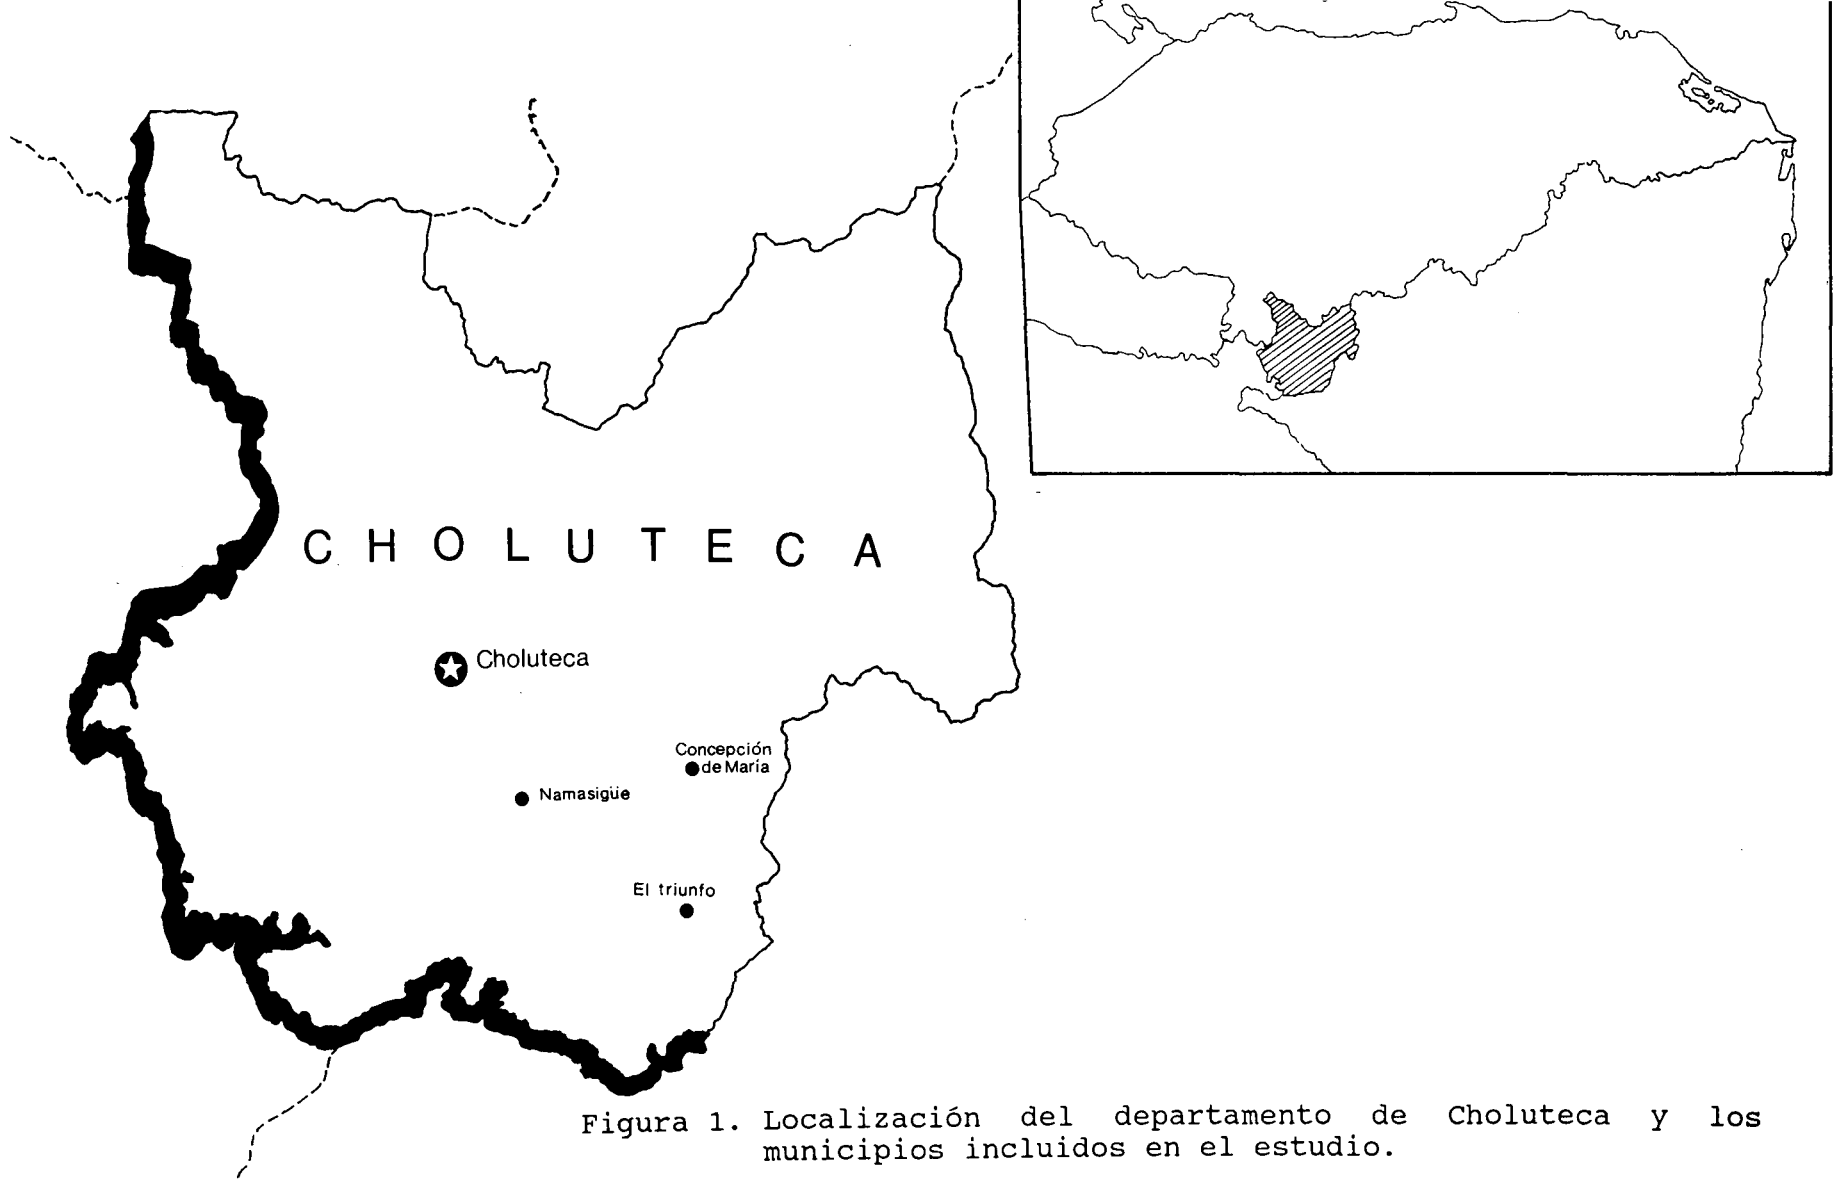 C H O L U T E C A
Choluteca
Concepción
de María
Namasigüe
El triunfo
Figura 1. Localización del departamento de Choluteca y los
municipios incluidos en el estudio.